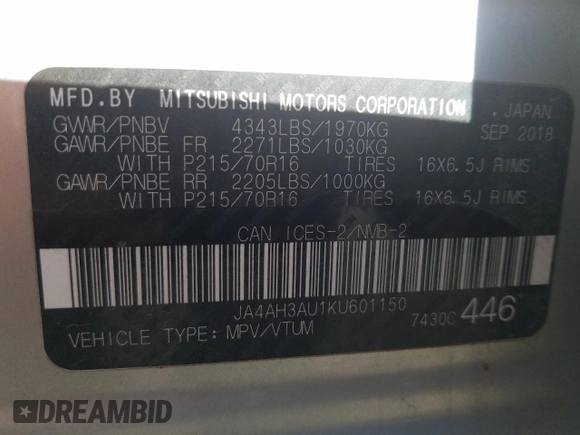 MFD.BY MITSUBISHI MOTORS CORPORATION , JAPAN
GVWR/PNBV 4343LBS/1970KG SEP 2018
GAWR/PNBE FR 2271LBS/1030KG
WITH P215/70R16 TIRES 16X6.5J RIMS
GAWR/PNBE RR 2205LBS/1000KG
WITH P215/70R16 TIRES 16X6.5J RIMS
CAN ICES-2/NMB-2
JA4AH3AU1KU601150
VEHICLE TYPE:MPV/VTUM 7430C 446
DREAMBID